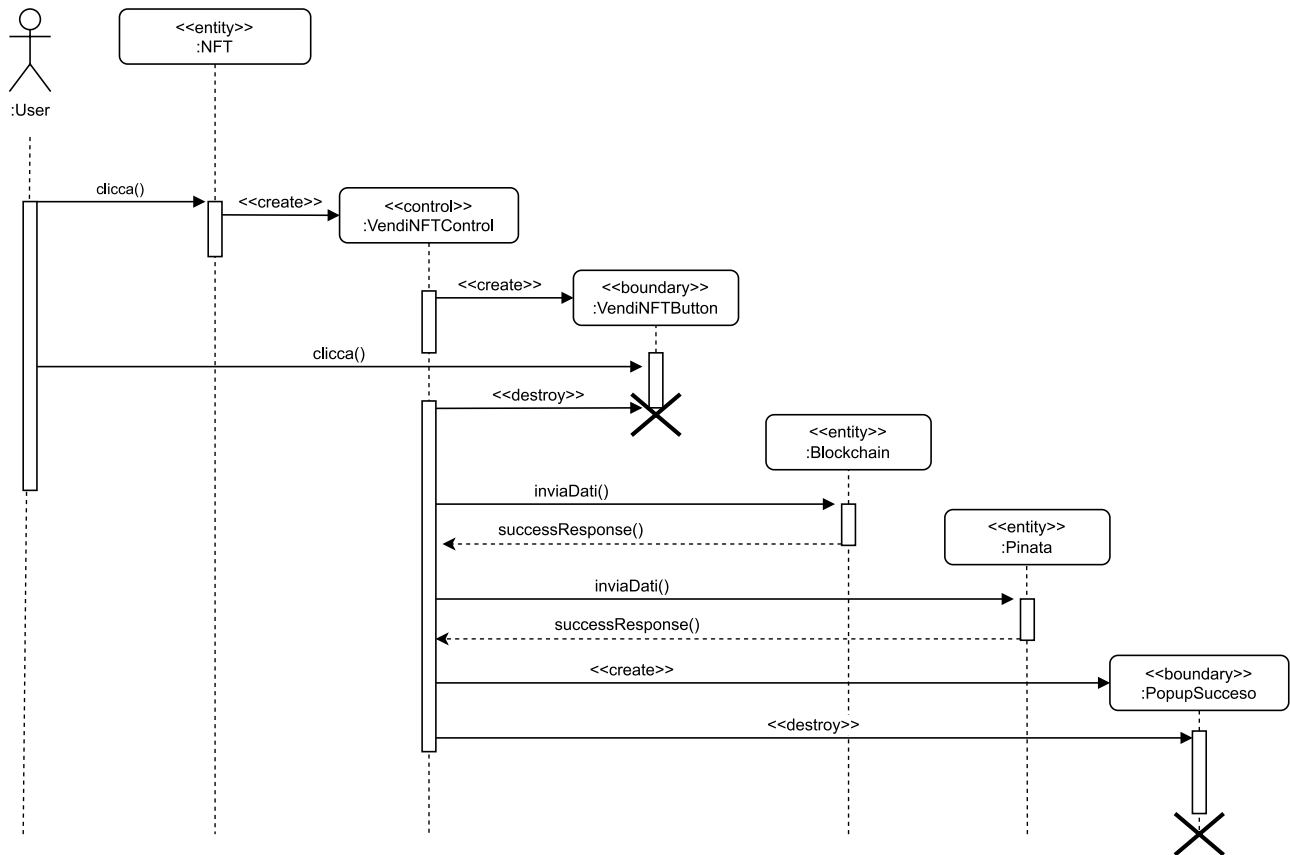 <<entity>>
:NFT
:User
clicca()
<<create>>
<<control>>
:VendiNFTControl
<<create>>
<<boundary>>
:VendiNFTButton
clicca()
<<destroy>>
<<entity>>
:Blockchain
inviaDati()
successResponse()
<<entity>>
:Pinata
inviaDati()
successResponse()
<<create>>
<<boundary>>
:PopupSucceso
<<destroy>>